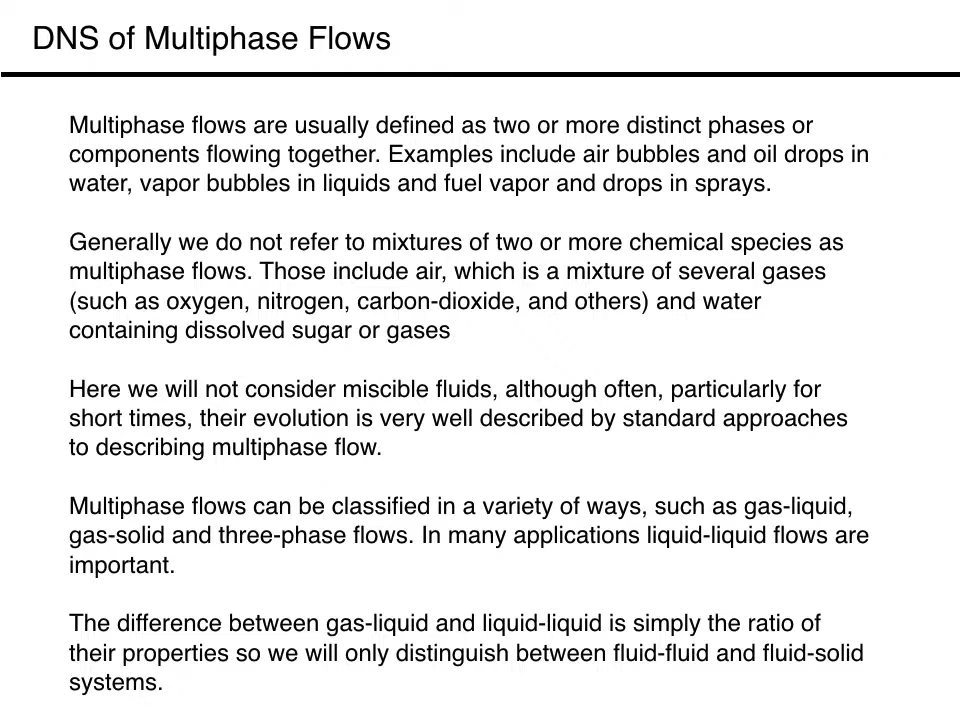 DNS of Multiphase Flows
Multiphase flows are usually defined as two or more distinct phases or
components flowing together. Examples include air bubbles and oil drops in
water, vapor bubbles in liquids and fuel vapor and drops in sprays.
Generally we do not refer to mixtures of two or more chemical species as
multiphase flows. Those include air, which is a mixture of several gases
(such as oxygen, nitrogen, carbon-dioxide, and others) and water
containing dissolved sugar or gases
Here we will not consider miscible fluids, although often, particularly for
short times, their evolution is very well described by standard approaches
to describing multiphase flow.
Multiphase flows can be classified in a variety of ways, such as gas-liquid,
gas-solid and three-phase flows. In many applications liquid-liquid flows are
important.
The difference between gas-liquid and liquid-liquid is simply the ratio of
their properties so we will only distinguish between fluid-fluid and fluid-solid
systems.